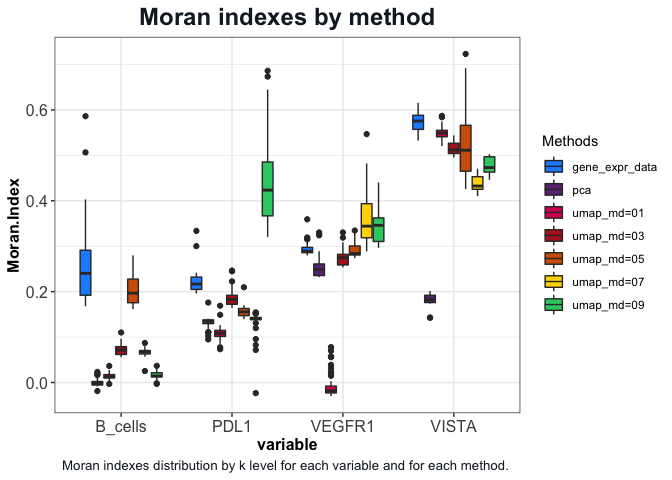 Moran indexes by method
Moran.Index
0.6
0.4
0.2
0.0
B_cells
PDL1
VEGFR1
VISTA
variable
Moran indexes distribution by k level for each variable and for each method.
Methods
gene_expr_data
pca
umap_md=01
umap_md=03
umap_md=05
umap_md=07
umap_md=09